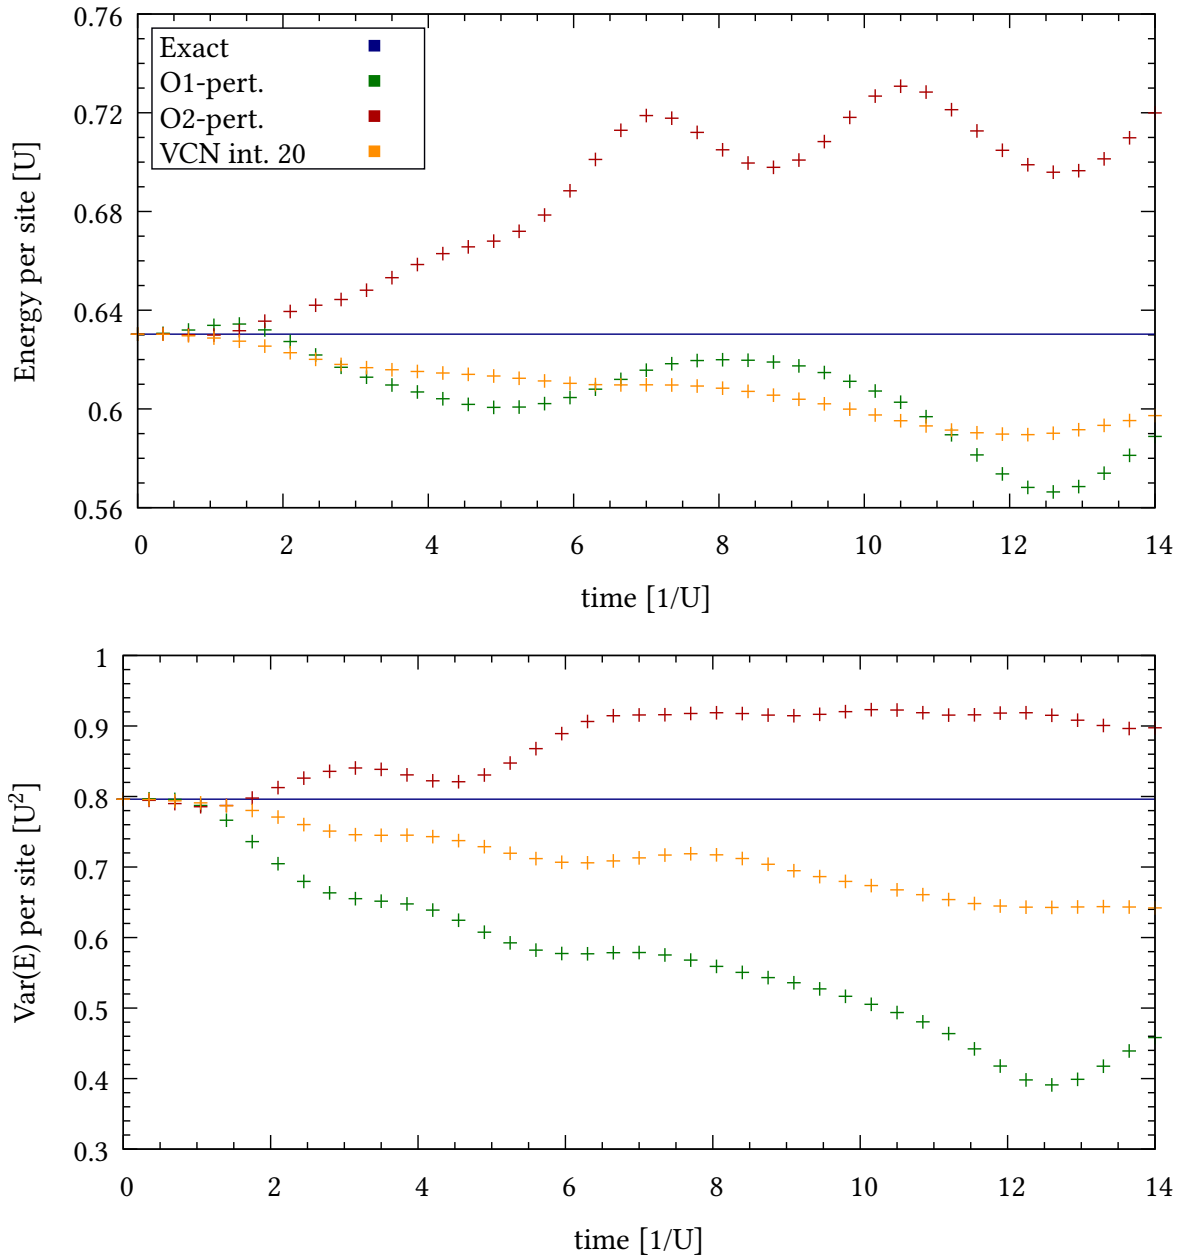 0.76
Exact
O1-pert.
O2-pert.
VCN int. 20
0.72
0.68
0.64
0.6
0.56
Energy per site [U]
0 2 4 6 8 10 12 14
time [1/U]
1
0.9
0.8
0.7
0.6
0.5
0.4
0.3
Var(E) per site [U²]
0 2 4 6 8 10 12 14
time [1/U]